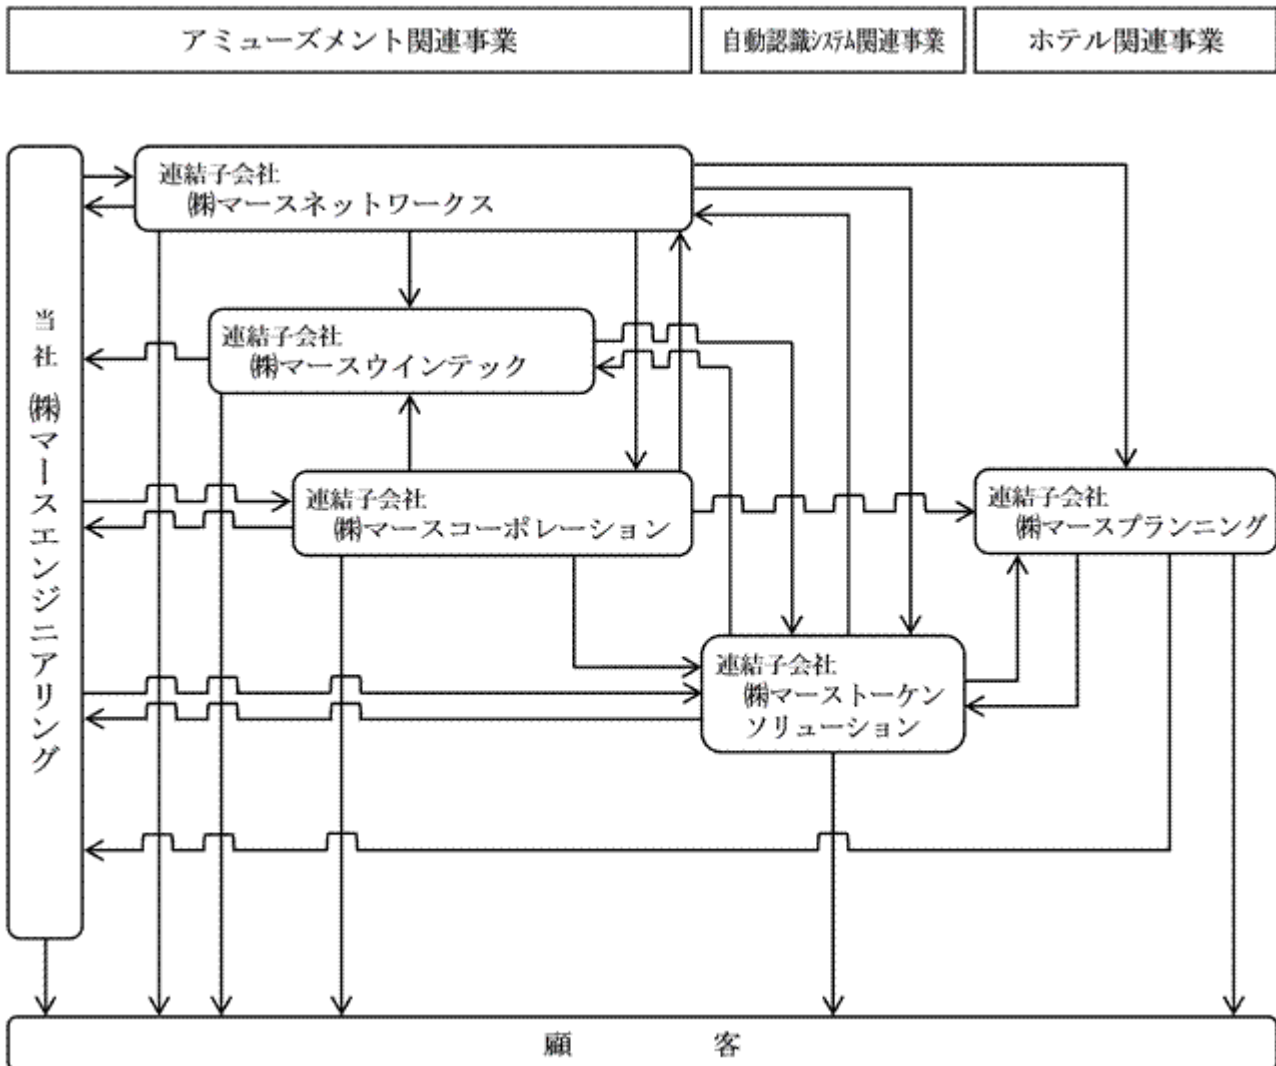 アミューズメント関連事業
自動認識システム関連事業
ホテル関連事業
当社 ㈱マースエンジニアリング
連結子会社
㈱マースネットワークス
連結子会社
㈱マースウインテック
連結子会社
㈱マースコーポレーション
連結子会社
㈱マースプランニング
連結子会社
㈱マーストーケン
ソリューション
顧客